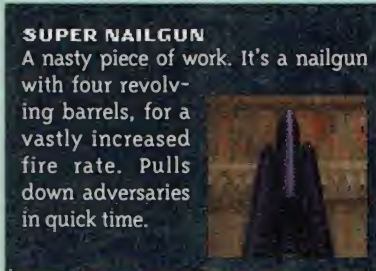 SUPER NAILGUN
A nasty piece of work. It's a nailgun
with four revolv-
ing barrels, for a
vastly increased
fire rate. Pulls
down adversaries
in quick time.